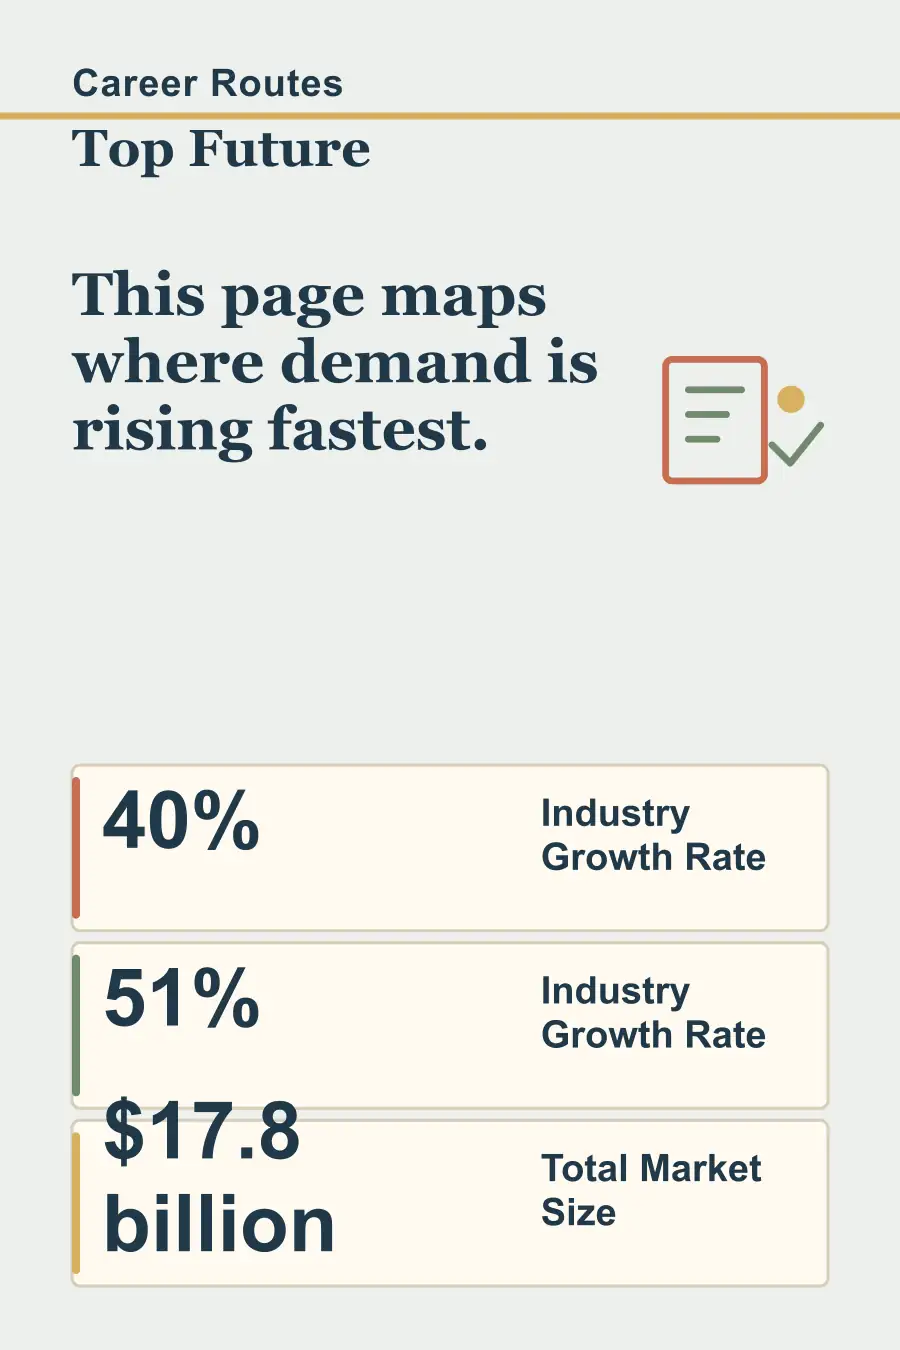 Career Routes
Top Future
This page maps
where demand is
rising fastest.
40%
Industry
Growth Rate
51%
Industry
Growth Rate
$17.8
billion
Total Market
Size